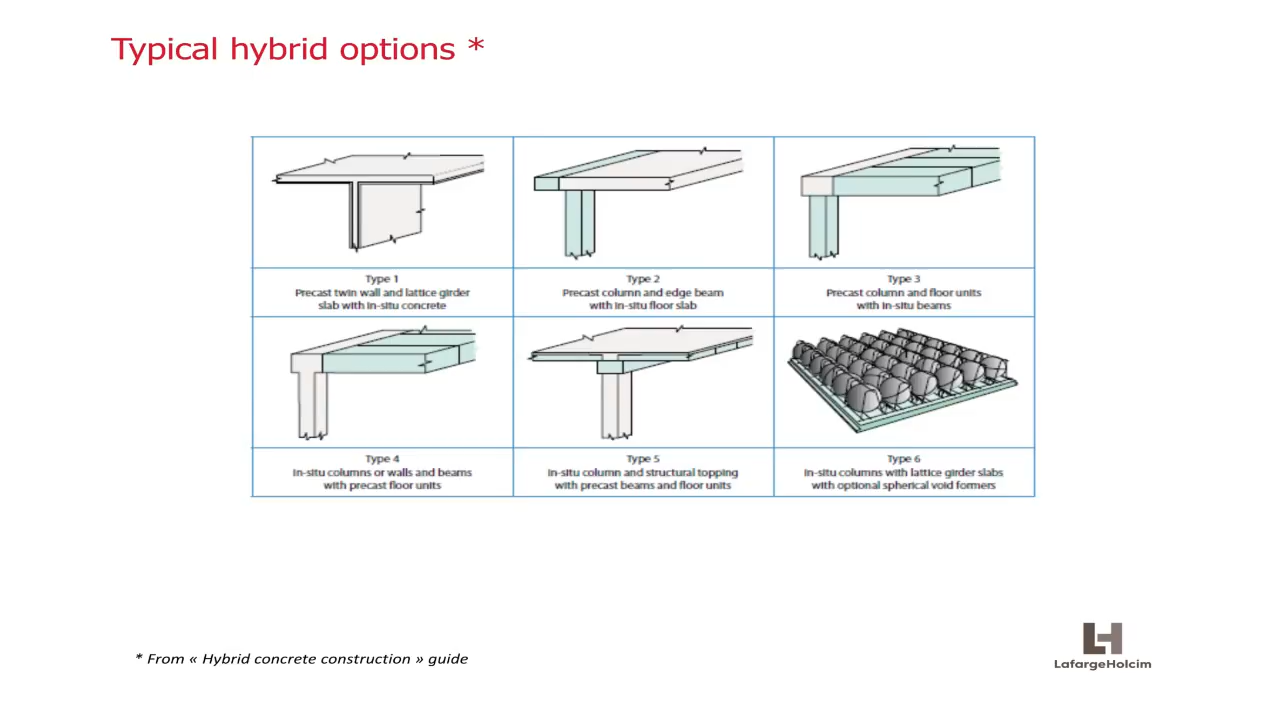 Typical hybrid options *
Type 1
Precast twin wall and lattice girder
slab with in-situ concrete
Type 2
Precast column and edge beam
with in-situ floor slab
Type 3
Precast column and floor units
with in-situ beams
Type 4
In-situ columns or walls and beams
with precast floor units
Type 5
In-situ column and structural topping
with precast beams and floor units
Type 6
In-situ columns with lattice girder slabs
with optional spherical void formers
* From « Hybrid concrete construction » guide
LafargeHolcim